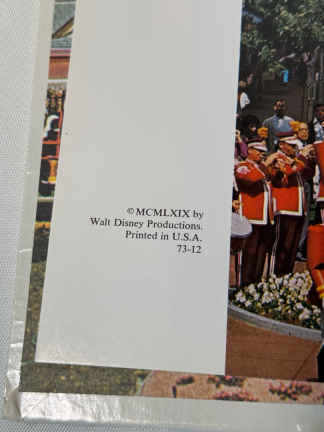 © MCMLXIX by
Walt Disney Productions.
Printed in U.S.A.
73-12